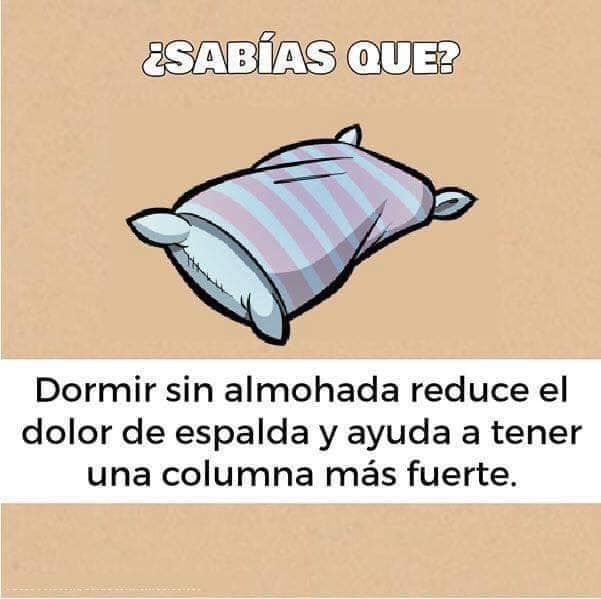 ¿SABÍAS QUE?
Dormir sin almohada reduce el
dolor de espalda y ayuda a tener
una columna más fuerte.